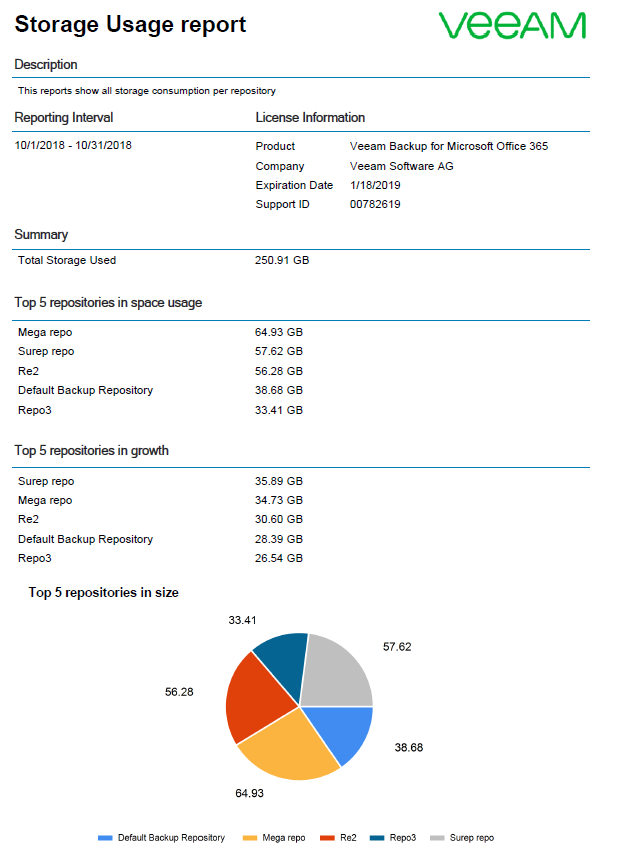 Storage Usage report
VEEAM
Description
This reports show all storage consumption per repository
Reporting Interval License Information
10/1/2018 - 10/31/2018 Product Veeam Backup for Microsoft Office 365
Company Veeam Software AG
Expiration Date 1/18/2019
Support ID 00782619
Summary
Total Storage Used 250.91 GB
Top 5 repositories in space usage
Mega repo 64.93 GB
Surep repo 57.62 GB
Re2 56.28 GB
Default Backup Repository 38.68 GB
Repo3 33.41 GB
Top 5 repositories in growth
Surep repo 35.89 GB
Mega repo 34.73 GB
Re2 30.60 GB
Default Backup Repository 28.39 GB
Repo3 26.54 GB
Top 5 repositories in size
33.41
57.62
56.28
38.68
64.93
Default Backup Repository Mega repo Re2 Repo3 Surep repo